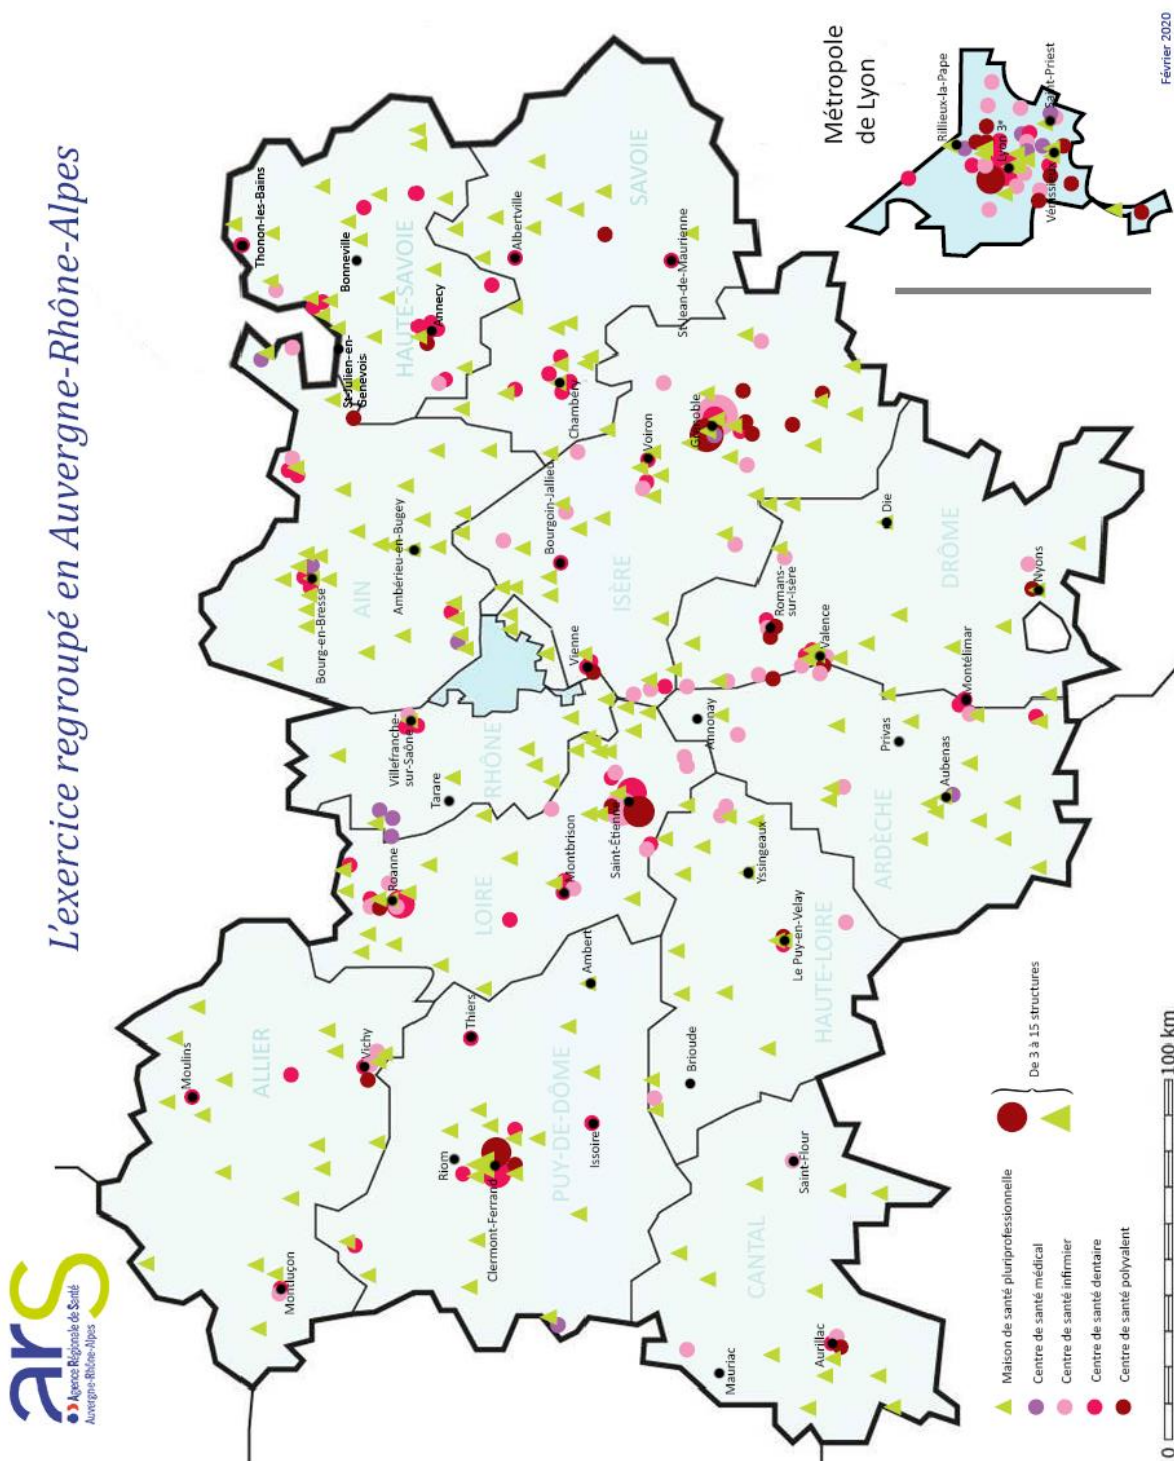 L'exercice regroupé en Auvergne-Rhône-Alpes
arS
Agence Régionale de Santé
Auvergne-Rhône-Alpes
ALLIER
Moulins
Montluçon
Vichy
PUY-DE-DÔME
Riom
Clermont-Ferrand
Thiers
Issoire
Ambert
CANTAL
Mauriac
Aurillac
Saint-Flour
HAUTE-LOIRE
Brioude
Le Puy-en-Velay
Yssingeaux
LOIRE
Roanne
Montbrison
Saint-Étienne
RHÔNE
Tarare
Villefranche-
sur-Saône
AIN
Bourg-en-Bresse
Ambérieu-en-Bugey
HAUTE-SAVOIE
Thonon-les-Bains
Bonneville
St-Julien-en-
Genevois
Annecy
SAVOIE
Albertville
Chambéry
St-Jean-de-Maurienne
ISÈRE
Vienne
Bourgoin-Jallieu
Voiron
Grenoble
DRÔME
Romans-
sur-Isère
Valence
Die
Montélimar
Nyons
ARDÈCHE
Annonay
Privas
Aubenas
Métropole
de Lyon
Rillieux-la-Pape
Lyon 3e
Saint-Priest
Vénissieux
Maison de santé pluriprofessionnelle
Centre de santé médical
Centre de santé infirmier
Centre de santé dentaire
Centre de santé polyvalent
De 3 à 15 structures
0
100 km
Février 2020